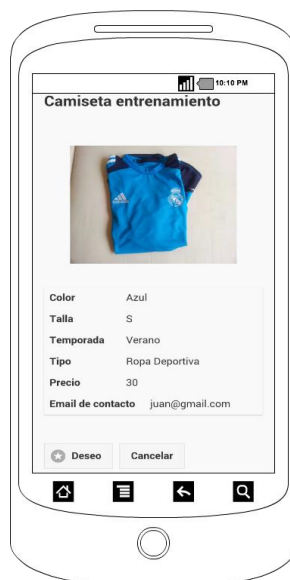 10:10 PM
Camiseta entrenamiento
adidas
Color Azul
Talla S
Temporada Verano
Tipo Ropa Deportiva
Precio 30
Email de contacto juan@gmail.com
Deseo Cancelar